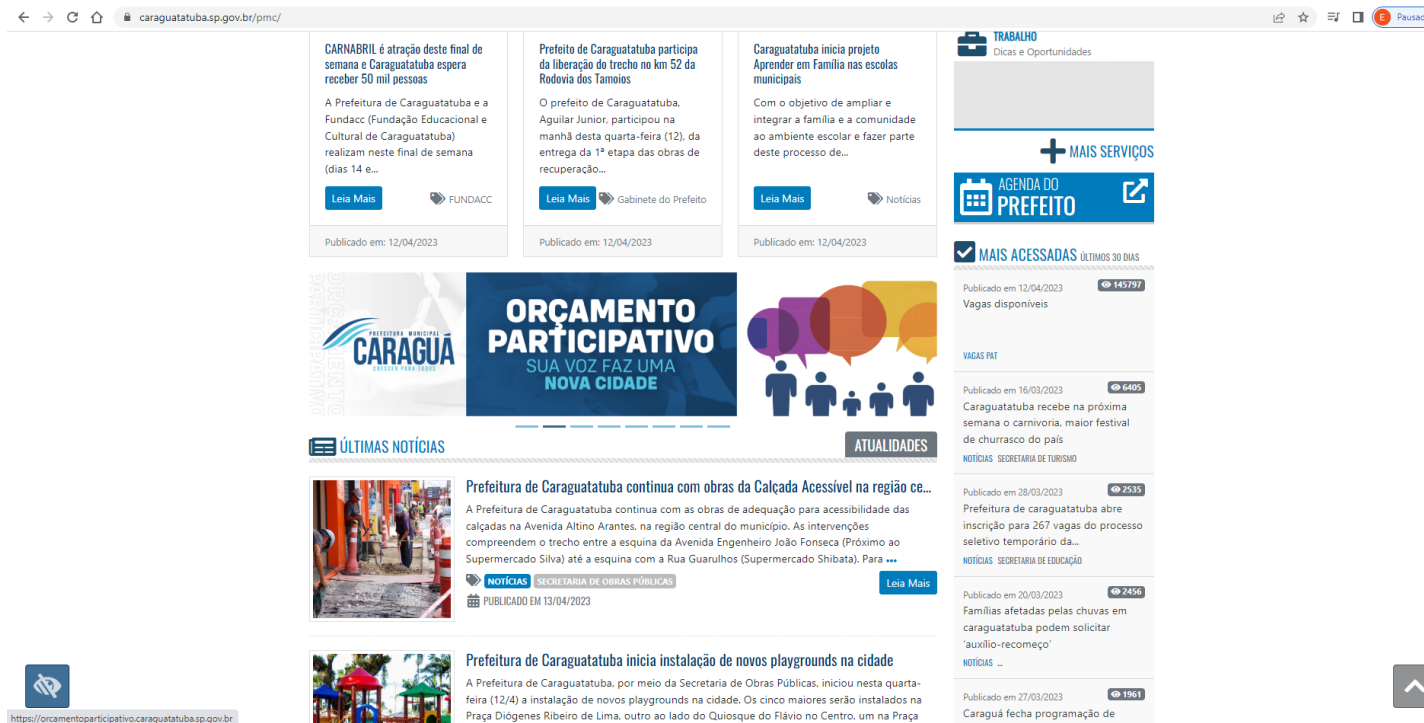 caraguatatuba.sp.gov.br/pmc/
E Pausad
CARNABRIL é atração deste final de
semana e Caraguatatuba espera
receber 50 mil pessoas
A Prefeitura de Caraguatatuba e a
Fundacc (Fundação Educacional e
Cultural de Caraguatatuba)
realizam neste final de semana
(dias 14 e...
Leia Mais FUNDACC
Publicado em: 12/04/2023
Prefeito de Caraguatatuba participa
da liberação do trecho no km 52 da
Rodovia dos Tamoios
O prefeito de Caraguatatuba,
Aguilar Junior, participou na
manhã desta quarta-feira (12), da
entrega da 1ª etapa das obras de
recuperação...
Leia Mais Gabinete do Prefeito
Publicado em: 12/04/2023
Caraguatatuba inicia projeto
Aprender em Família nas escolas
municipais
Com o objetivo de ampliar e
integrar a família e a comunidade
ao ambiente escolar e fazer parte
deste processo de...
Leia Mais Notícias
Publicado em: 12/04/2023
PREFEITURA MUNICIPAL
CARAGUÁ
CRESCER PARA TODOS
ORÇAMENTO
PARTICIPATIVO
SUA VOZ FAZ UMA
NOVA CIDADE
ÚLTIMAS NOTÍCIAS
ATUALIDADES
Prefeitura de Caraguatatuba continua com obras da Calçada Acessível na região ce...
A Prefeitura de Caraguatatuba continua com as obras de adequação para acessibilidade das
calçadas na Avenida Altino Arantes, na região central do município. As intervenções
compreendem o trecho entre a esquina da Avenida Engenheiro João Fonseca (Próximo ao
Supermercado Silva) até a esquina com a Rua Guarulhos (Supermercado Shibata). Para ...
NOTÍCIAS SECRETARIA DE OBRAS PÚBLICAS
Leia Mais
PUBLICADO EM 13/04/2023
Prefeitura de Caraguatatuba inicia instalação de novos playgrounds na cidade
A Prefeitura de Caraguatatuba, por meio da Secretaria de Obras Públicas, iniciou nesta quarta-
feira (12/4) a instalação de novos playgrounds na cidade. Os cinco maiores serão instalados na
Praça Diógenes Ribeiro de Lima, outro ao lado do Quiosque do Flávio no Centro, um na Praça
TRABALHO
Dicas e Oportunidades
MAIS SERVIÇOS
AGENDA DO
PREFEITO
MAIS ACESSADAS ÚLTIMOS 30 DIAS
Publicado em 12/04/2023 145797
Vagas disponíveis
VAGAS PAT
Publicado em 16/03/2023 6405
Caraguatatuba recebe na próxima
semana o carnivoria, maior festival
de churrasco do país
NOTÍCIAS SECRETARIA DE TURISMO
Publicado em 28/03/2023 2535
Prefeitura de caraguatatuba abre
inscrição para 267 vagas do processo
seletivo temporário da...
NOTÍCIAS SECRETARIA DE EDUCAÇÃO
Publicado em 20/03/2023 2456
Famílias afetadas pelas chuvas em
caraguatatuba podem solicitar
'auxílio-recomeço'
NOTÍCIAS ...
Publicado em 27/03/2023 1961
Caraguá fecha programação de
https://orcamentoparticipativo.caraguatatuba.sp.gov.br